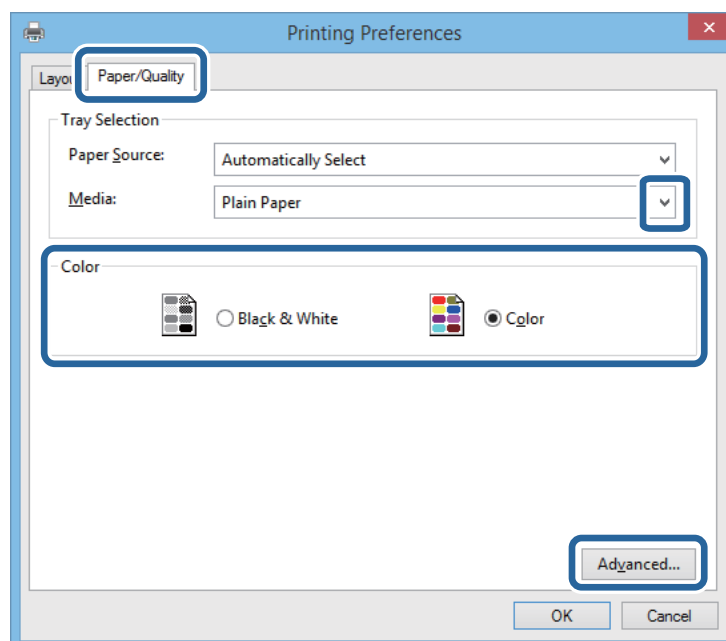 Printing Preferences
Layou
Paper/Quality
Tray Selection
Paper Source:
Automatically Select
Media:
Plain Paper
Color
Black & White
Color
Advanced...
OK
Cancel